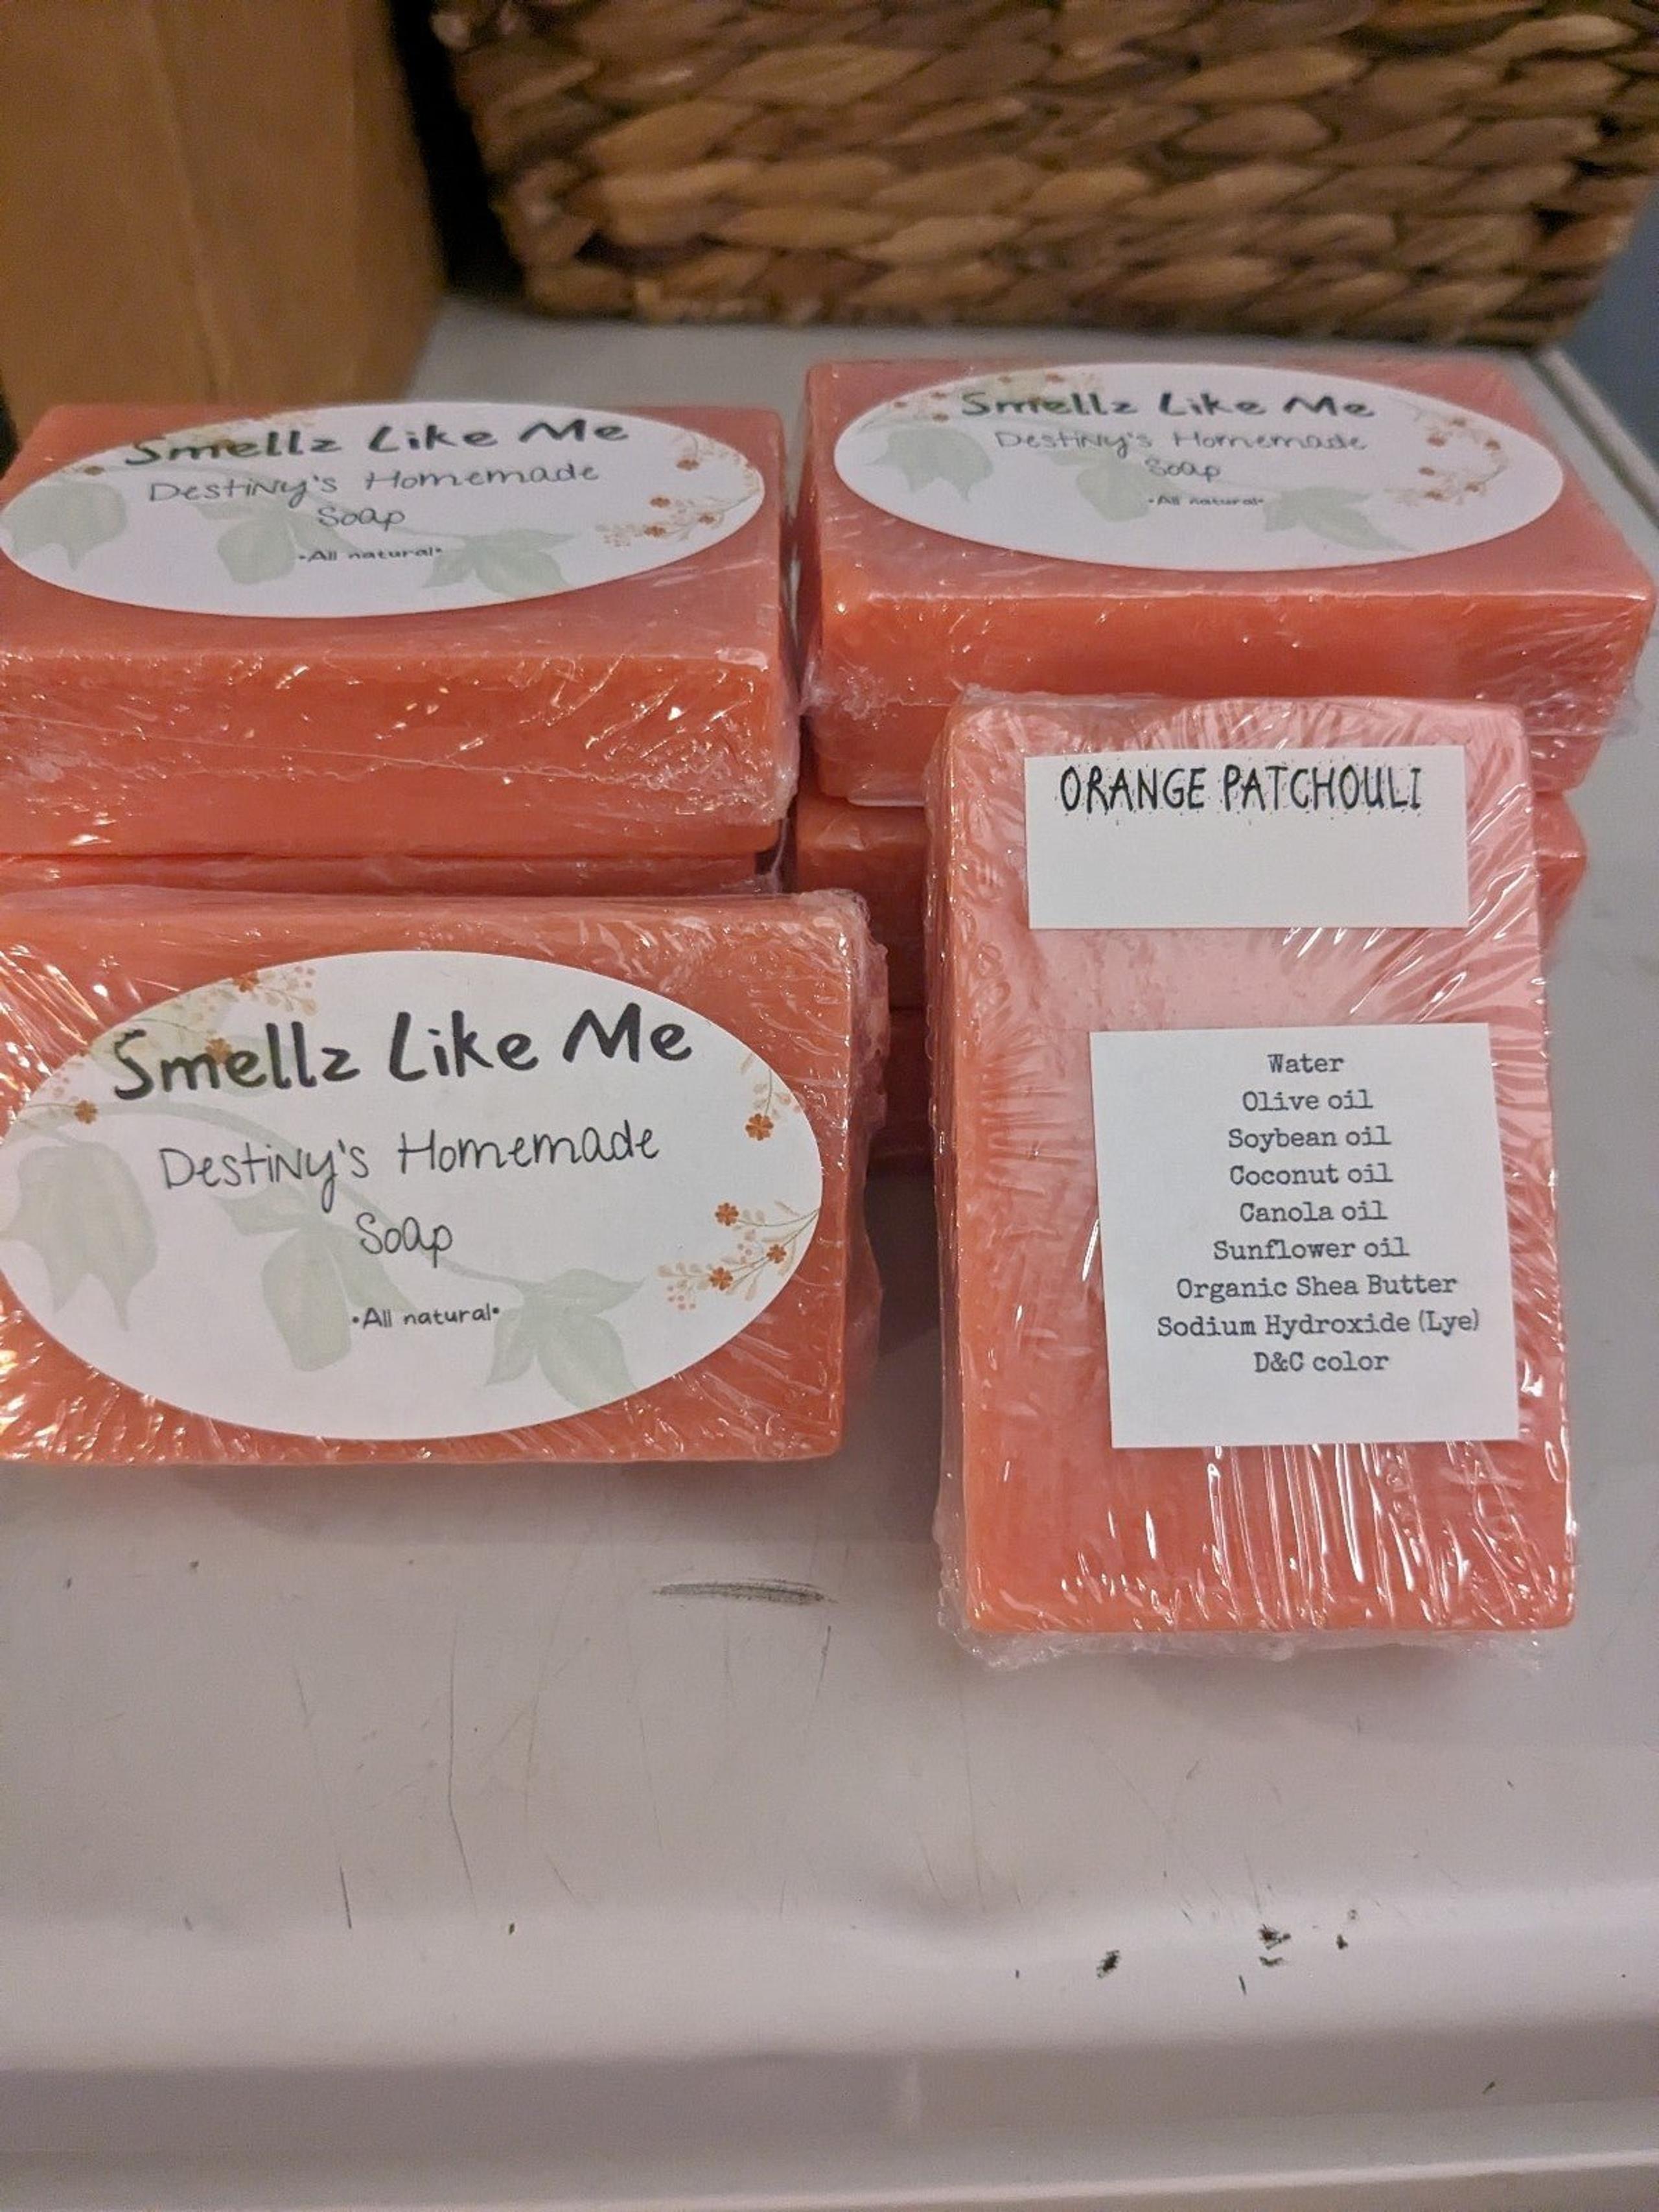 Smellz Like Me
Destiny's Homemade
Soap
•All natural•
Smellz Like Me
Destiny's Homemade
Soap
•All natural•
Smellz Like Me
Destiny's Homemade
Soap
•All natural•
ORANGE PATCHOULI
Water
Olive oil
Soybean oil
Coconut oil
Canola oil
Sunflower oil
Organic Shea Butter
Sodium Hydroxide (Lye)
D&C color